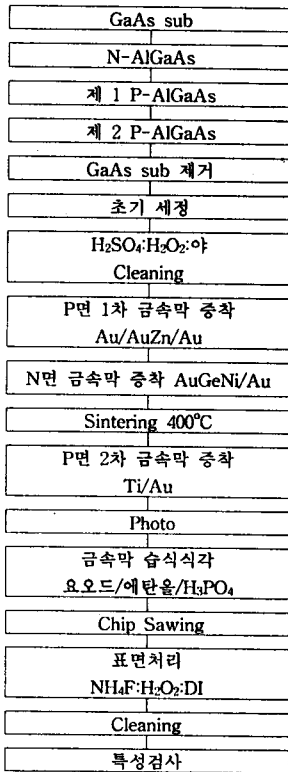 GaAs sub
N-AlGaAs
제 1 P-AlGaAs
제 2 P-AlGaAs
GaAs sub 제거
초기 세정
H₂SO₄:H₂O₂:야
Cleaning
P면 1차 금속막 증착
Au/AuZn/Au
N면 금속막 증착 AuGeNi/Au
Sintering 400°C
P면 2차 금속막 증착
Ti/Au
Photo
금속막 습식식각
요오드/에탄올/H₃PO₄
Chip Sawing
표면처리
NH₄F:H₂O₂:DI
Cleaning
특성검사